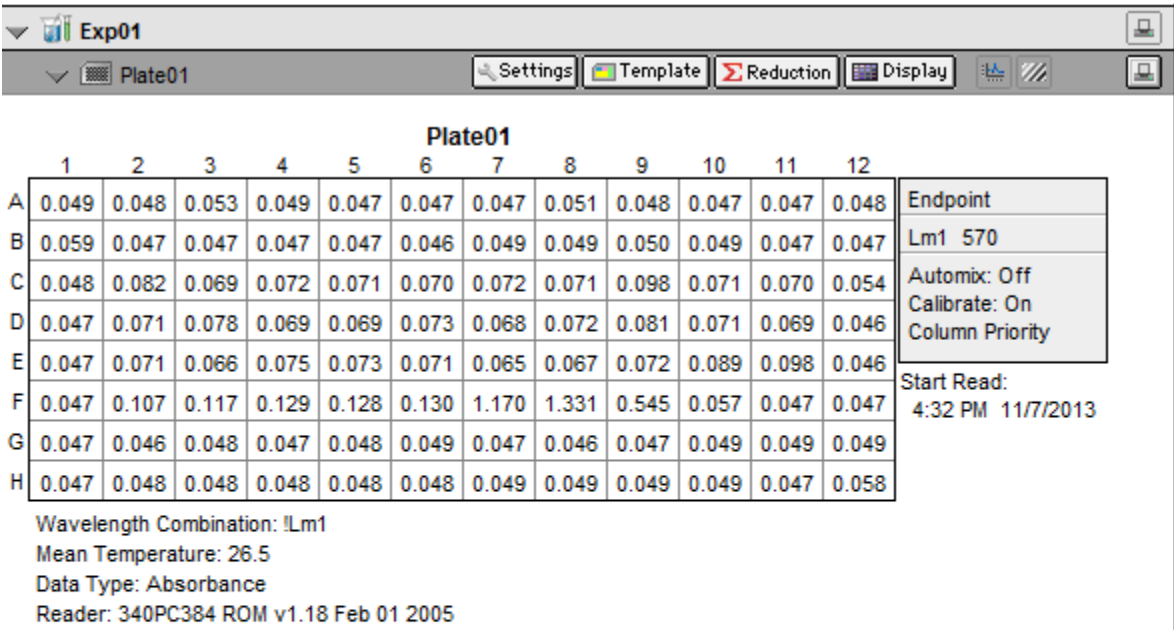 Exp01
Plate01 Settings Template Reduction Display
Plate01
1 2 3 4 5 6 7 8 9 10 11 12
A 0.049 0.048 0.053 0.049 0.047 0.047 0.047 0.051 0.048 0.047 0.047 0.048
B 0.059 0.047 0.047 0.047 0.047 0.046 0.049 0.049 0.050 0.049 0.047 0.047
C 0.048 0.082 0.069 0.072 0.071 0.070 0.072 0.071 0.098 0.071 0.070 0.054
D 0.047 0.071 0.078 0.069 0.069 0.073 0.068 0.072 0.081 0.071 0.069 0.046
E 0.047 0.071 0.066 0.075 0.073 0.071 0.065 0.067 0.072 0.089 0.098 0.046
F 0.047 0.107 0.117 0.129 0.128 0.130 1.170 1.331 0.545 0.057 0.047 0.047
G 0.047 0.046 0.048 0.047 0.048 0.049 0.047 0.046 0.047 0.049 0.049 0.049
H 0.047 0.048 0.048 0.048 0.048 0.048 0.049 0.049 0.049 0.049 0.047 0.058
Endpoint
Lm1 570
Automix: Off
Calibrate: On
Column Priority
Start Read:
4:32 PM 11/7/2013
Wavelength Combination: !Lm1
Mean Temperature: 26.5
Data Type: Absorbance
Reader: 340PC384 ROM v1.18 Feb 01 2005